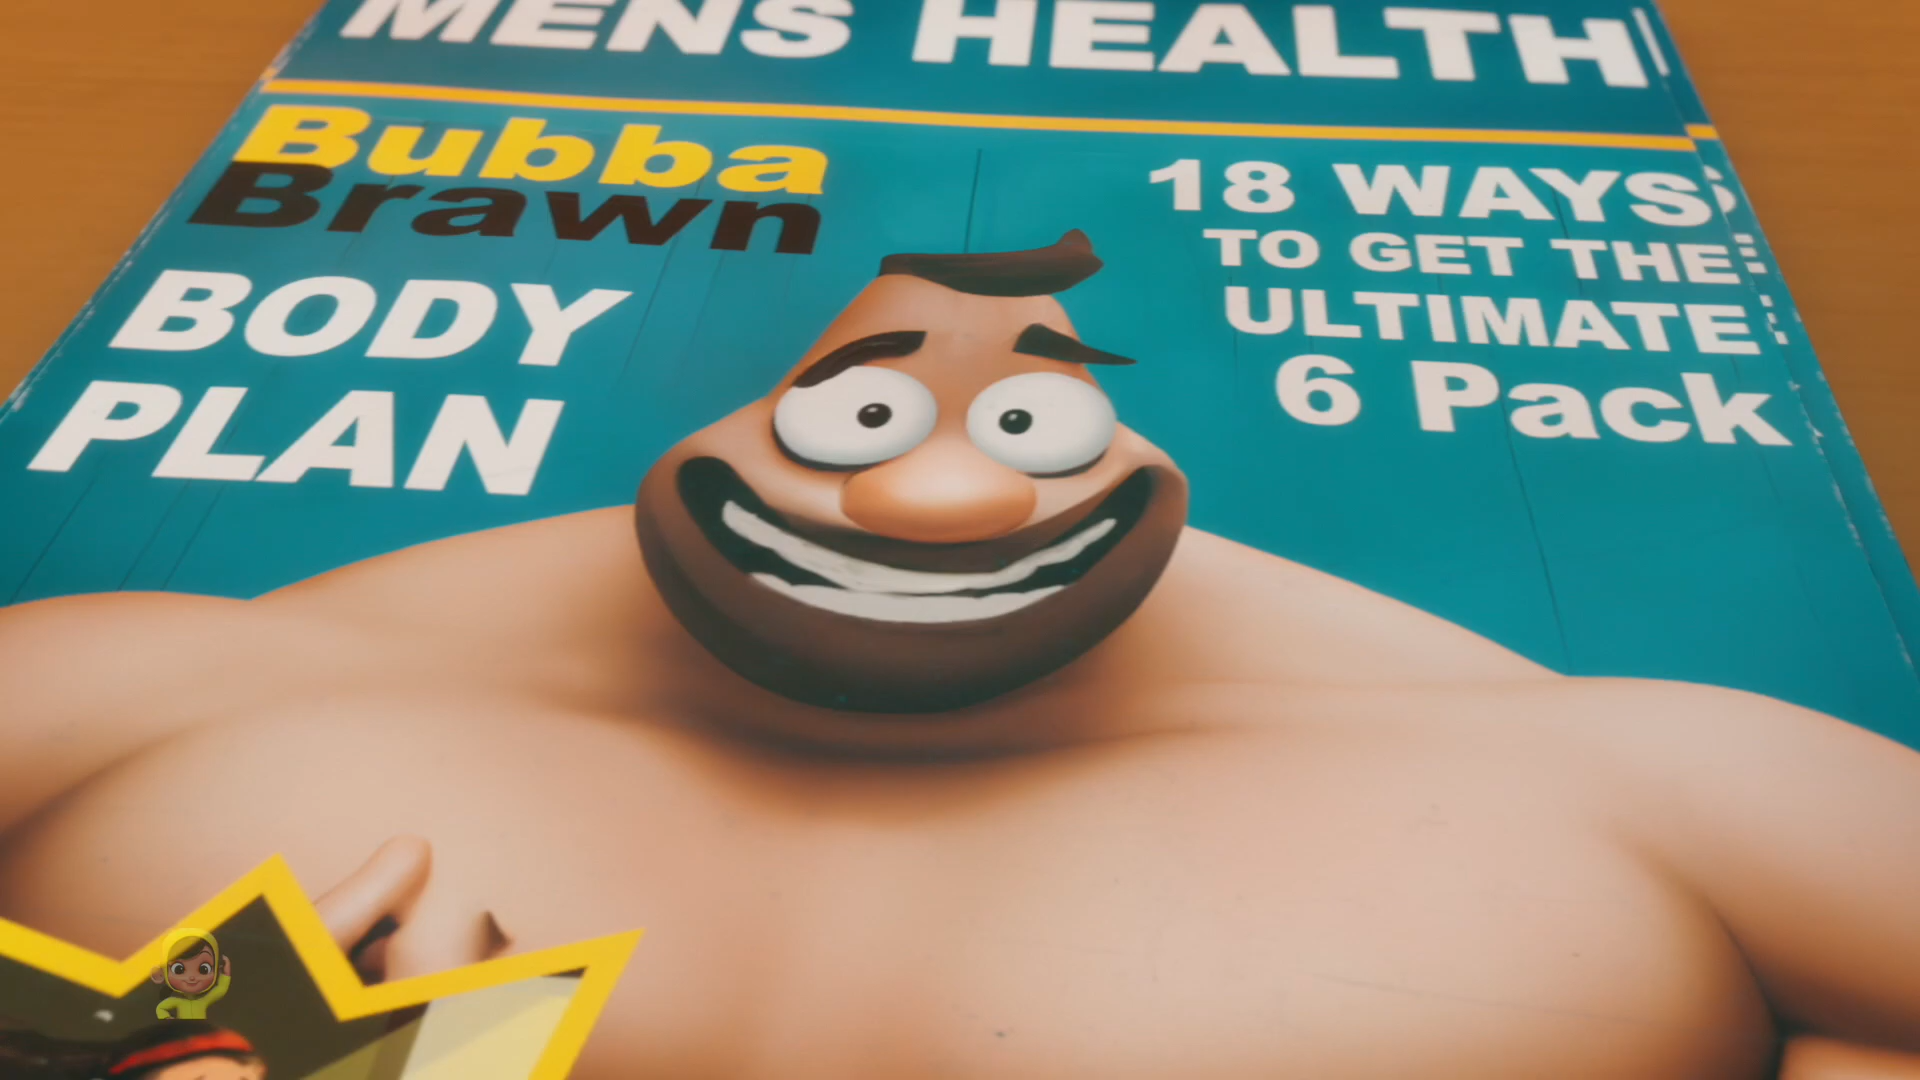 MENS HEALTH
Bubba
Brawn
BODY
PLAN
18 WAYS
TO GET THE
ULTIMATE
6 Pack